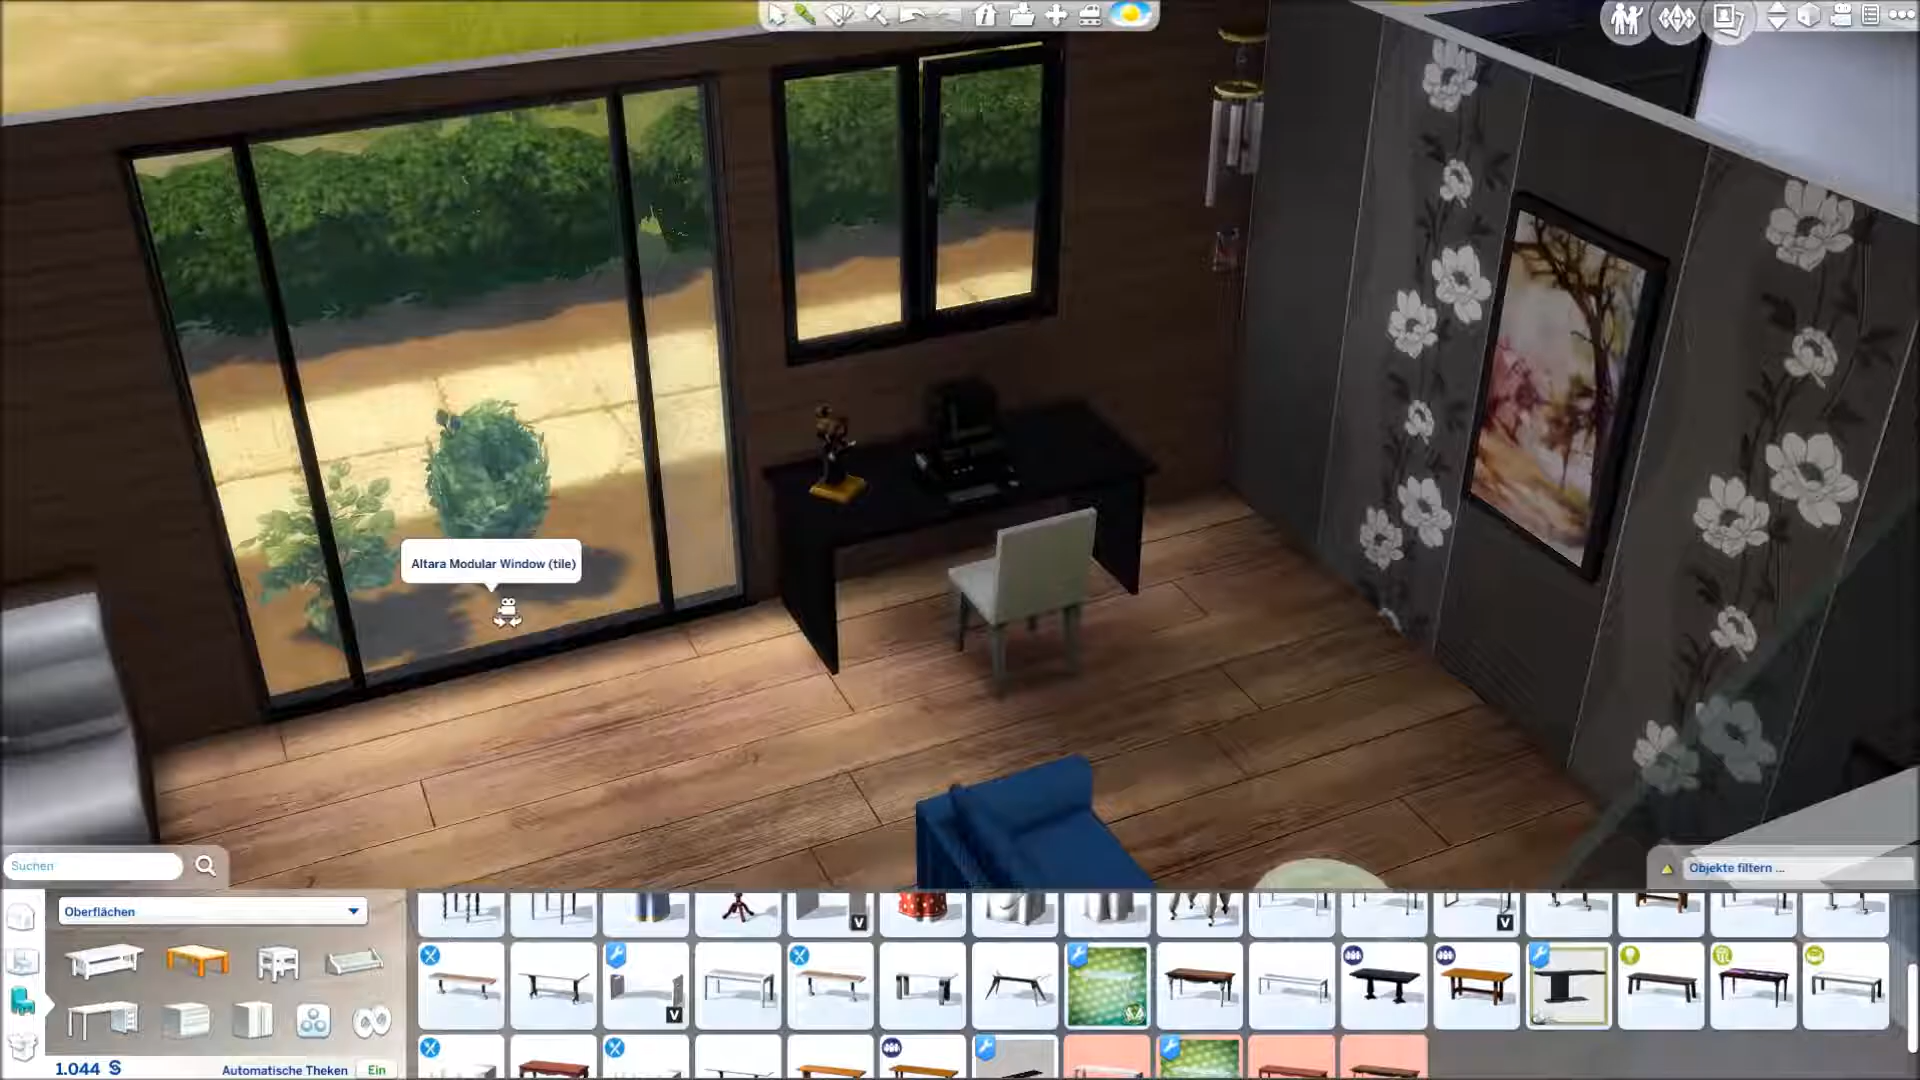 Altara Modular Window (tile)
Suchen
Objekte filtern ...
Oberflächen
V
V
V
1.044 S
Automatische Theken
Ein